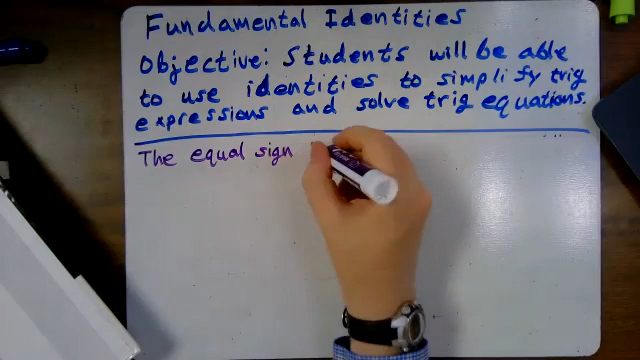 Fundamental Identities
Objective: Students will be able
to use identities to simplify trig
expressions and solve trig equations.
The equal sign